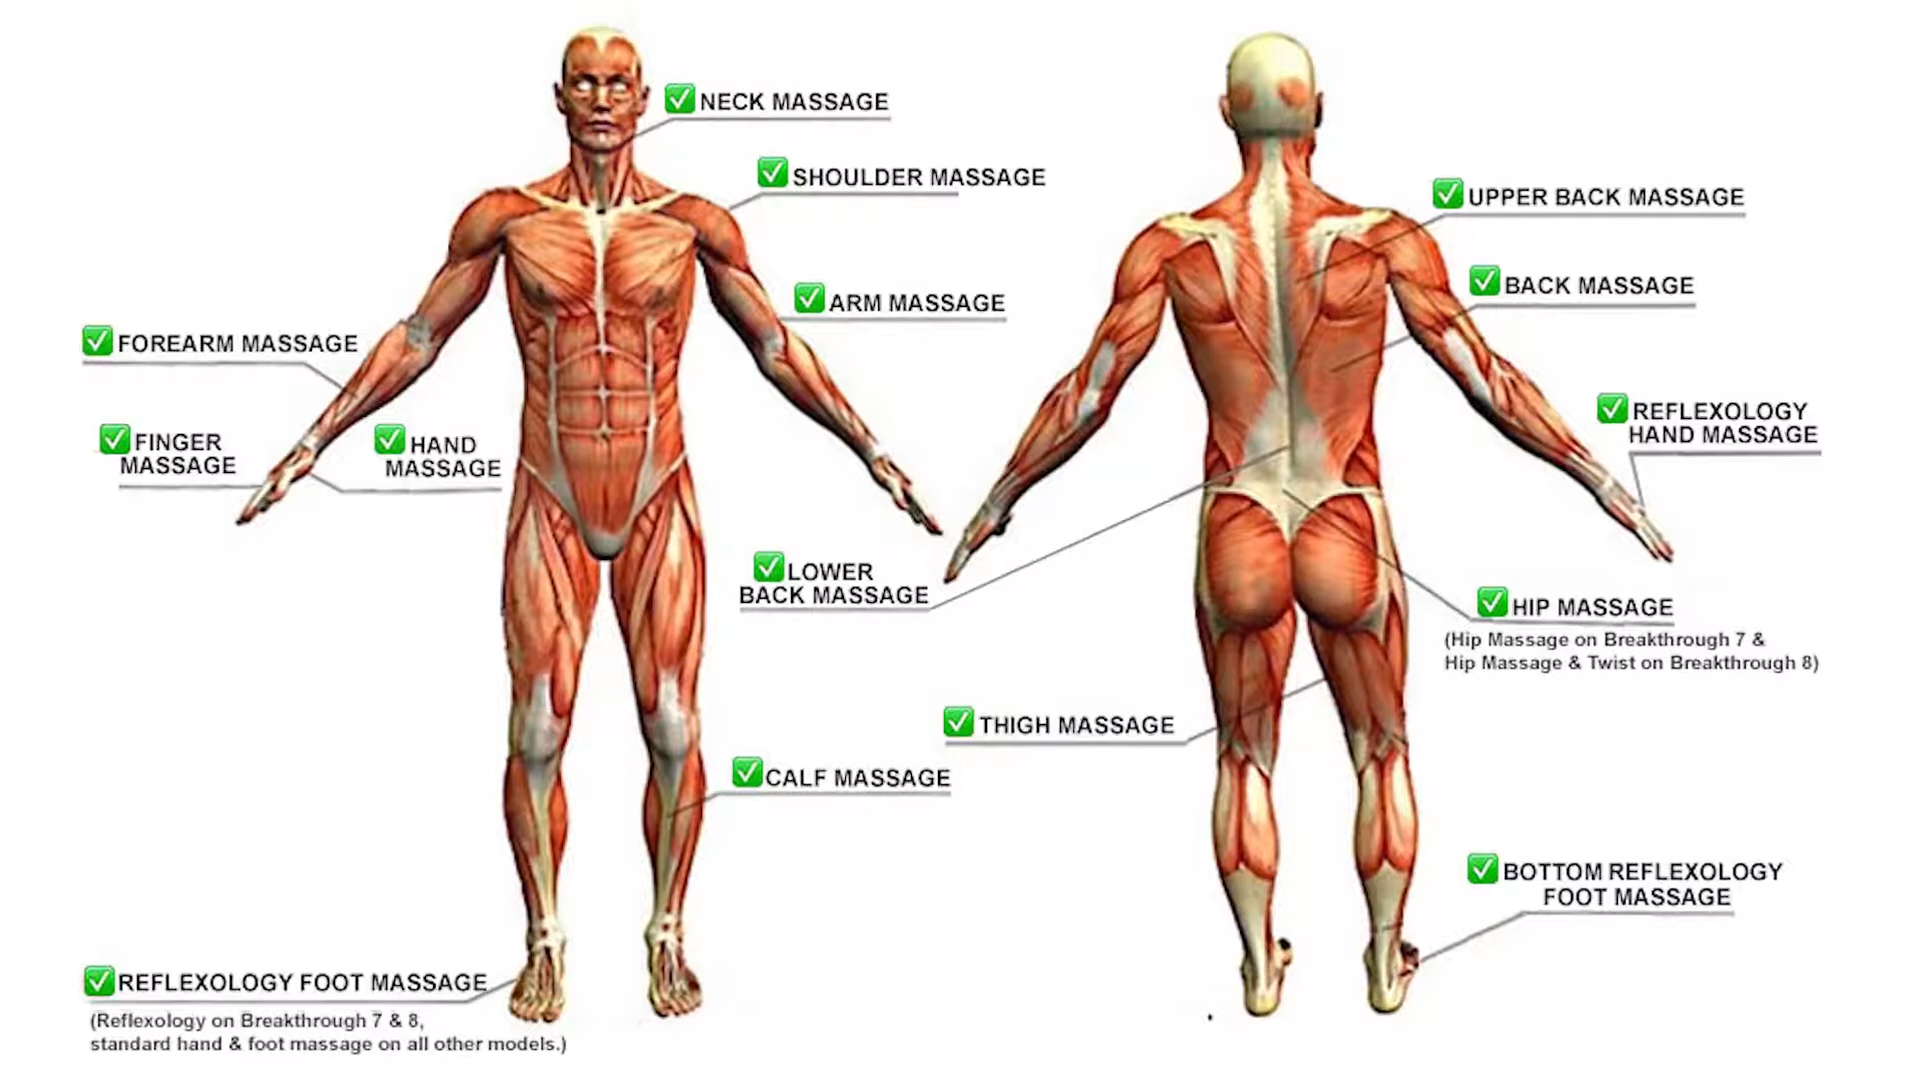 NECK MASSAGE
SHOULDER MASSAGE
ARM MASSAGE
FOREARM MASSAGE
FINGER
MASSAGE
HAND
MASSAGE
LOWER
BACK MASSAGE
CALF MASSAGE
REFLEXOLOGY FOOT MASSAGE
(Reflexology on Breakthrough 7 & 8,
standard hand & foot massage on all other models.)
UPPER BACK MASSAGE
BACK MASSAGE
REFLEXOLOGY
HAND MASSAGE
HIP MASSAGE
(Hip Massage on Breakthrough 7 &
Hip Massage & Twist on Breakthrough 8)
THIGH MASSAGE
BOTTOM REFLEXOLOGY
FOOT MASSAGE